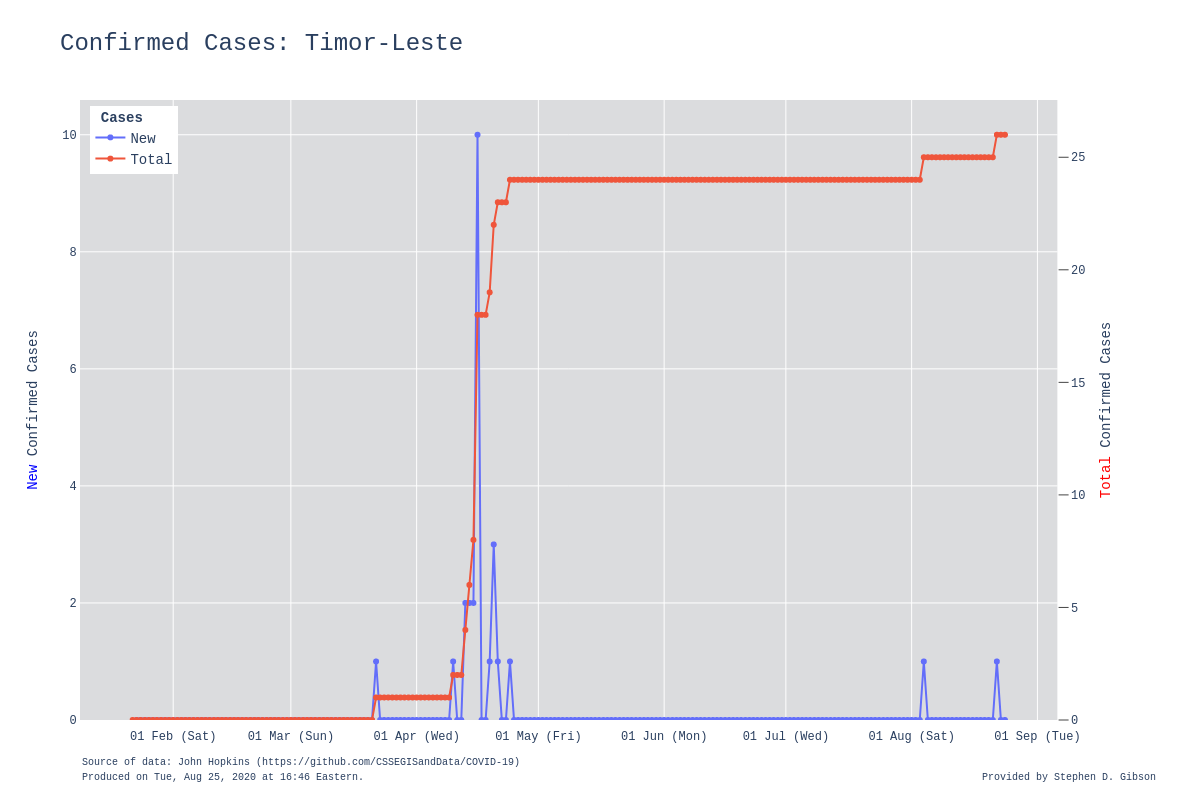 Confirmed Cases: Timor-Leste
Cases
New
Total
10
8
6
4
2
0
25
20
15
10
5
0
New Confirmed Cases
Total Confirmed Cases
01 Feb (Sat)
01 Mar (Sun)
01 Apr (Wed)
01 May (Fri)
01 Jun (Mon)
01 Jul (Wed)
01 Aug (Sat)
01 Sep (Tue)
Source of data: John Hopkins (https://github.com/CSSEGISandData/COVID-19)
Produced on Tue, Aug 25, 2020 at 16:46 Eastern.
Provided by Stephen D. Gibson